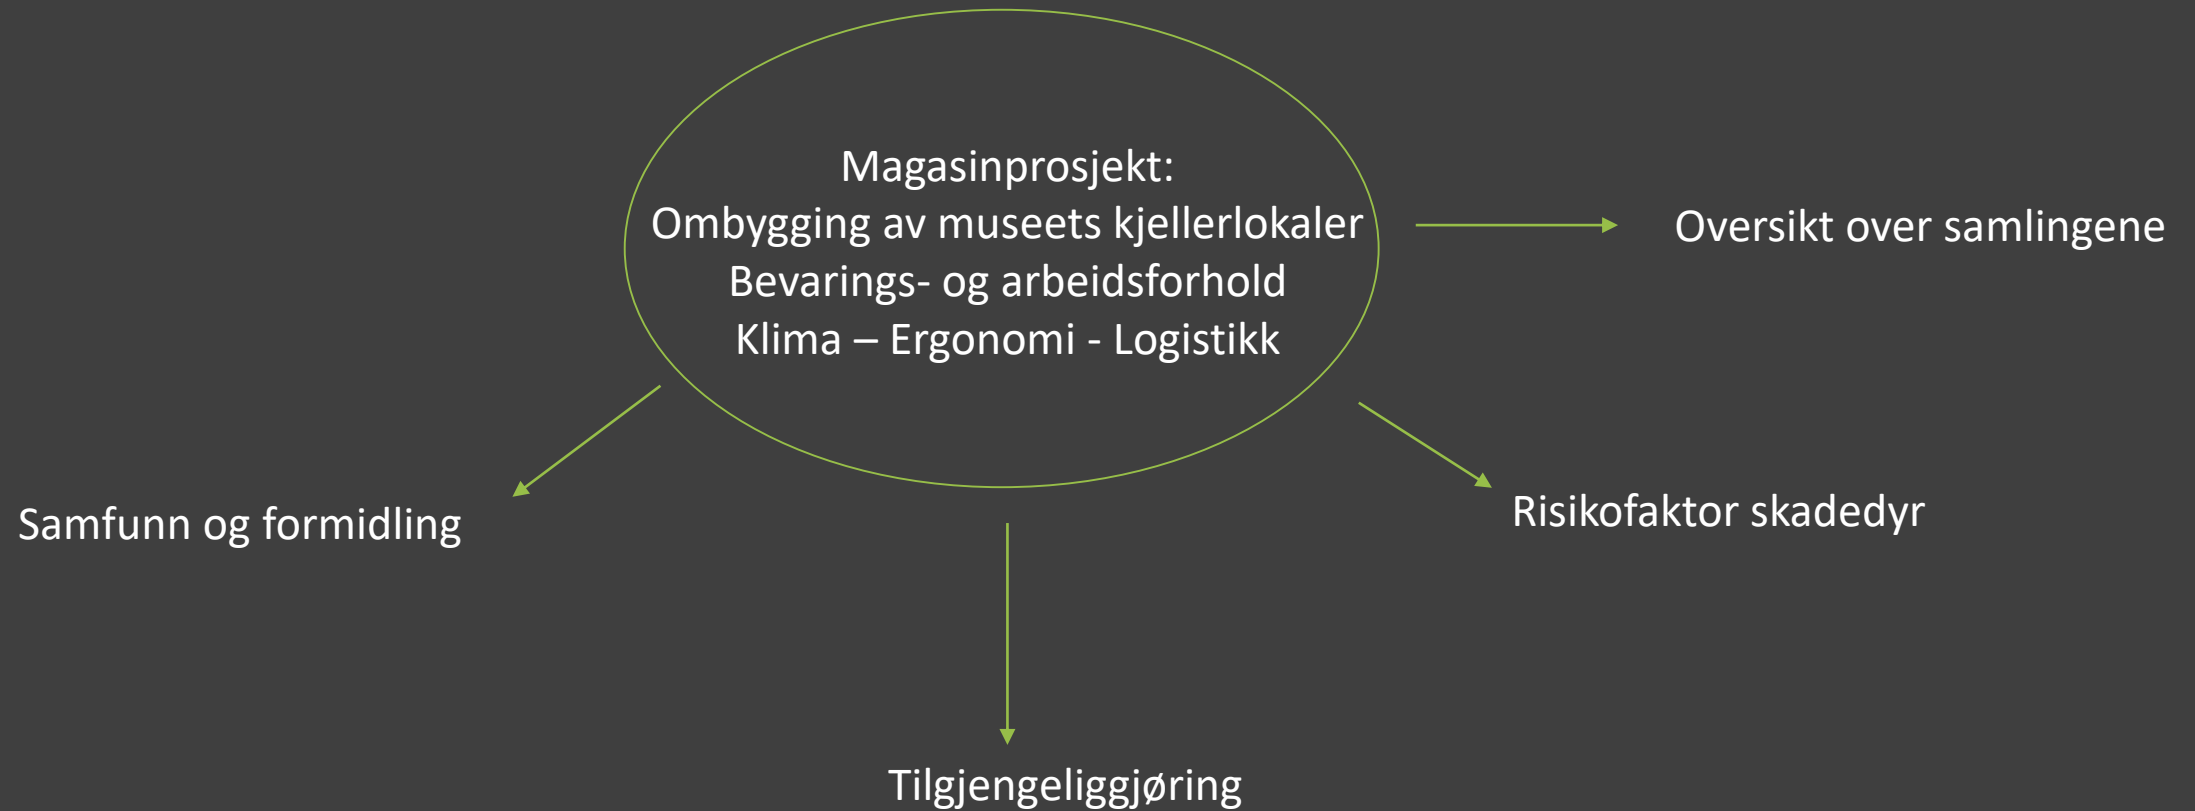 Magasinprosjekt:
Ombygging av museets kjellerlokaler
Bevarings- og arbeidsforhold
Klima – Ergonomi - Logistikk
Oversikt over samlingene
Samfunn og formidling
Risikofaktor skadedyr
Tilgjengeliggjøring